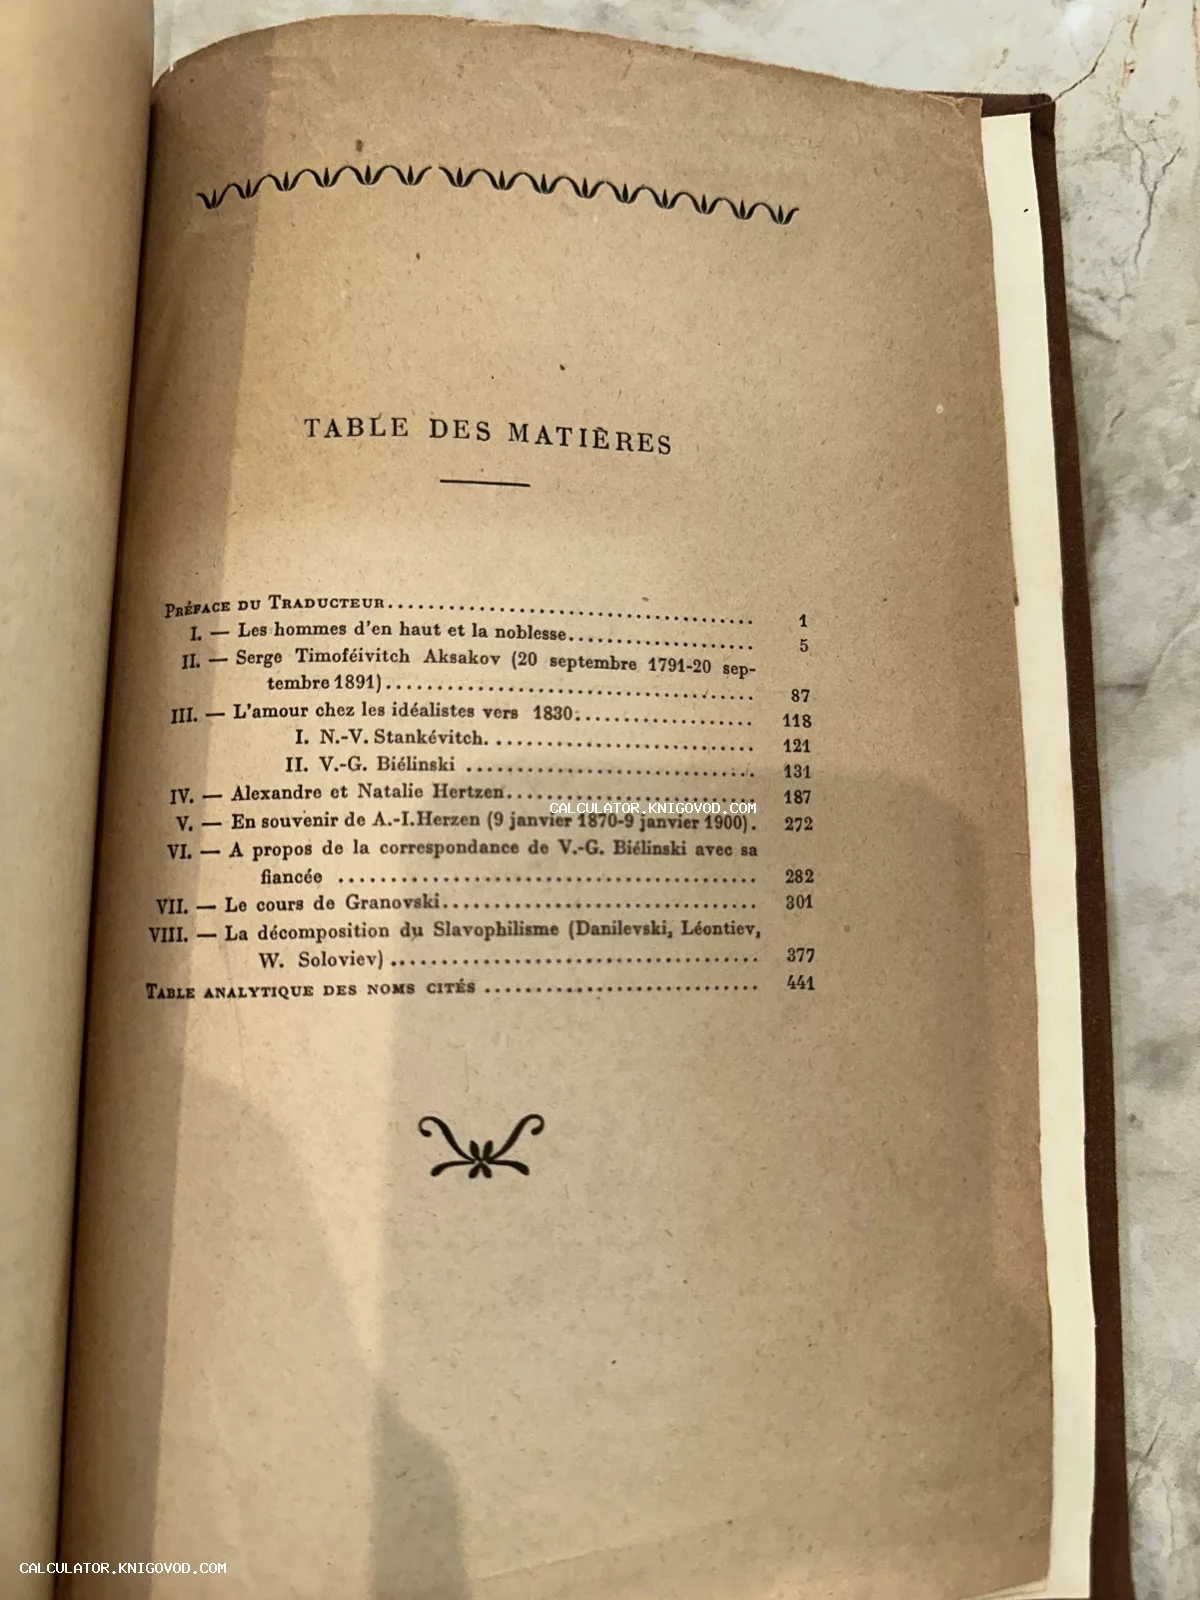 TABLE DES MATIÈRES
PRÉFACE DU TRADUCTEUR........................................ 1
I. — Les hommes d'en haut et la noblesse.................... 5
II. — Serge Timoféivitch Aksakov (20 septembre 1791-20 sep-
tembre 1891)........................................ 87
III. — L'amour chez les idéalistes vers 1830.................... 118
I. N.-V. Stankévitch............................ 121
II. V.-G. Biélinski ............................ 131
IV. — Alexandre et Natalie Hertzen........................ 187
CALCULATOR.KNIGOVOD.COM
V. — En souvenir de A.-I.Herzen (9 janvier 1870-9 janvier 1900). 272
VI. — A propos de la correspondance de V.-G. Biélinski avec sa
fiancée ........................................ 282
VII. — Le cours de Granovski............................... 301
VIII. — La décomposition du Slavophilisme (Danilevski, Léontiev,
W. Soloviev) .................................... 377
TABLE ANALYTIQUE DES NOMS CITÉS ........................... 441
CALCULATOR.KNIGOVOD.COM